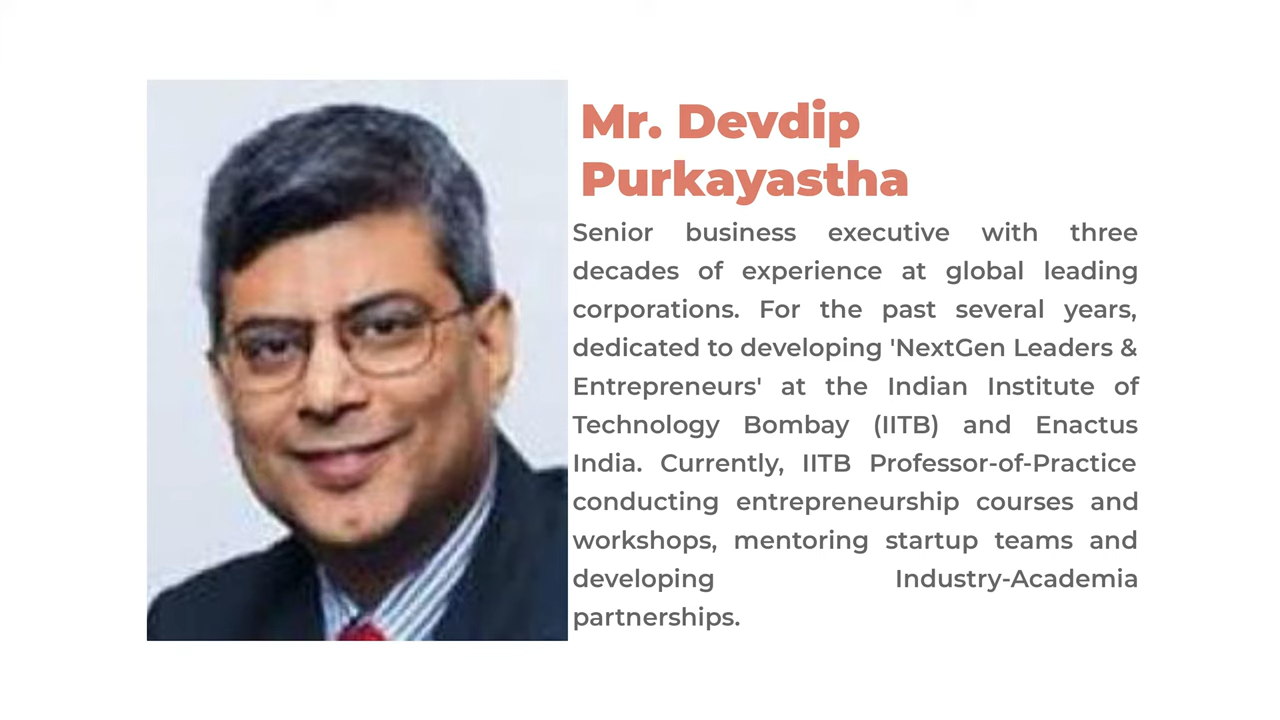 Mr. Devdip
Purkayastha
Senior business executive with three
decades of experience at global leading
corporations. For the past several years,
dedicated to developing 'NextGen Leaders &
Entrepreneurs' at the Indian Institute of
Technology Bombay (IITB) and Enactus
India. Currently, IITB Professor-of-Practice
conducting entrepreneurship courses and
workshops, mentoring startup teams and
developing Industry-Academia
partnerships.